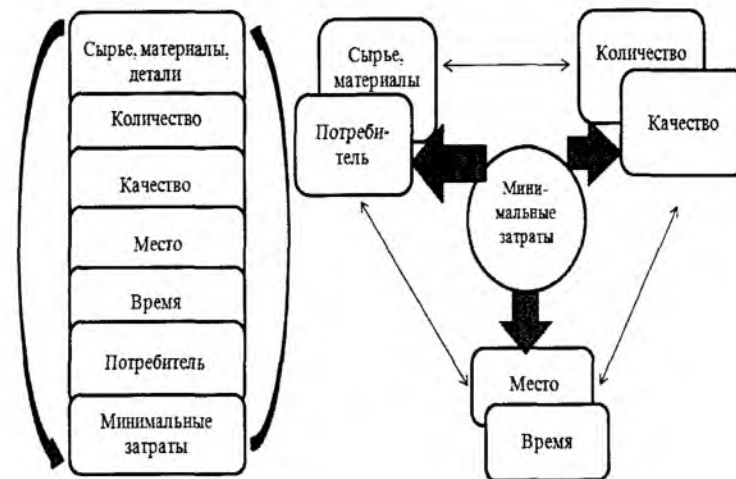 Сырье, материалы,
детали
Количество
Качество
Место
Время
Потребитель
Минимальные
затраты
Сырье,
материалы
Потреби-
тель
Количество
Качество
Мини-
мальные
затраты
Место
Время